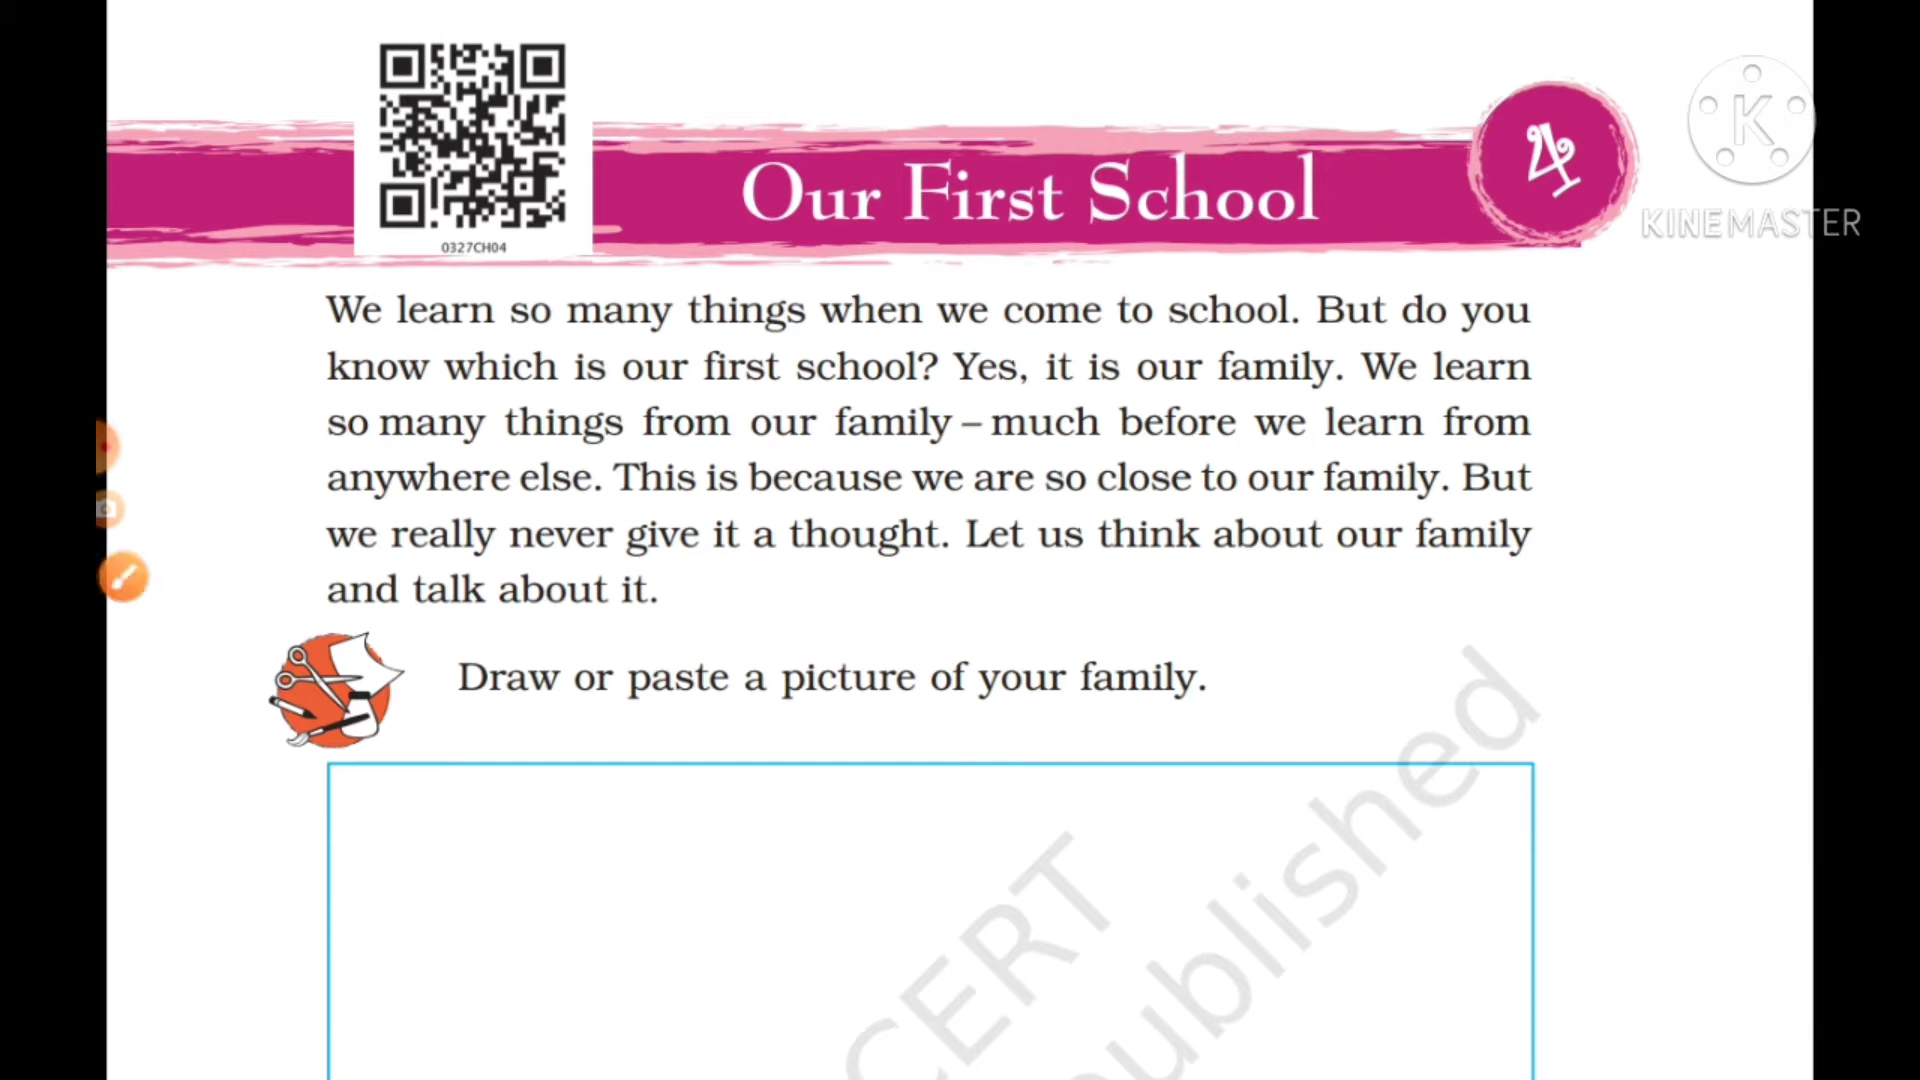 0327CH04
Our First School
4
K
KINEMASTER
We learn so many things when we come to school. But do you
know which is our first school? Yes, it is our family. We learn
so many things from our family – much before we learn from
anywhere else. This is because we are so close to our family. But
we really never give it a thought. Let us think about our family
and talk about it.
Draw or paste a picture of your family.
CERT
ublished